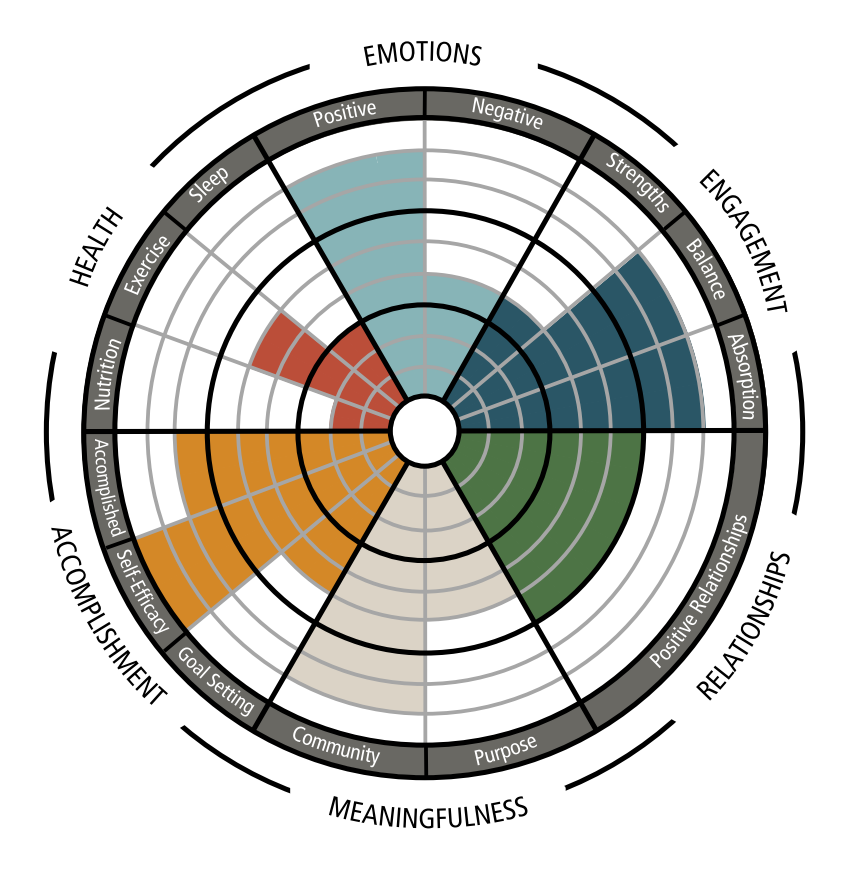 EMOTIONS
Positive
Negative
Strengths
ENGAGEMENT
Balance
Absorption
Positive Relationships
RELATIONSHIPS
Purpose
MEANINGFULNESS
Community
Goal Setting
ACCOMPLISHMENT
Self-Efficacy
Accomplished
Nutrition
HEALTH
Exercise
Sleep